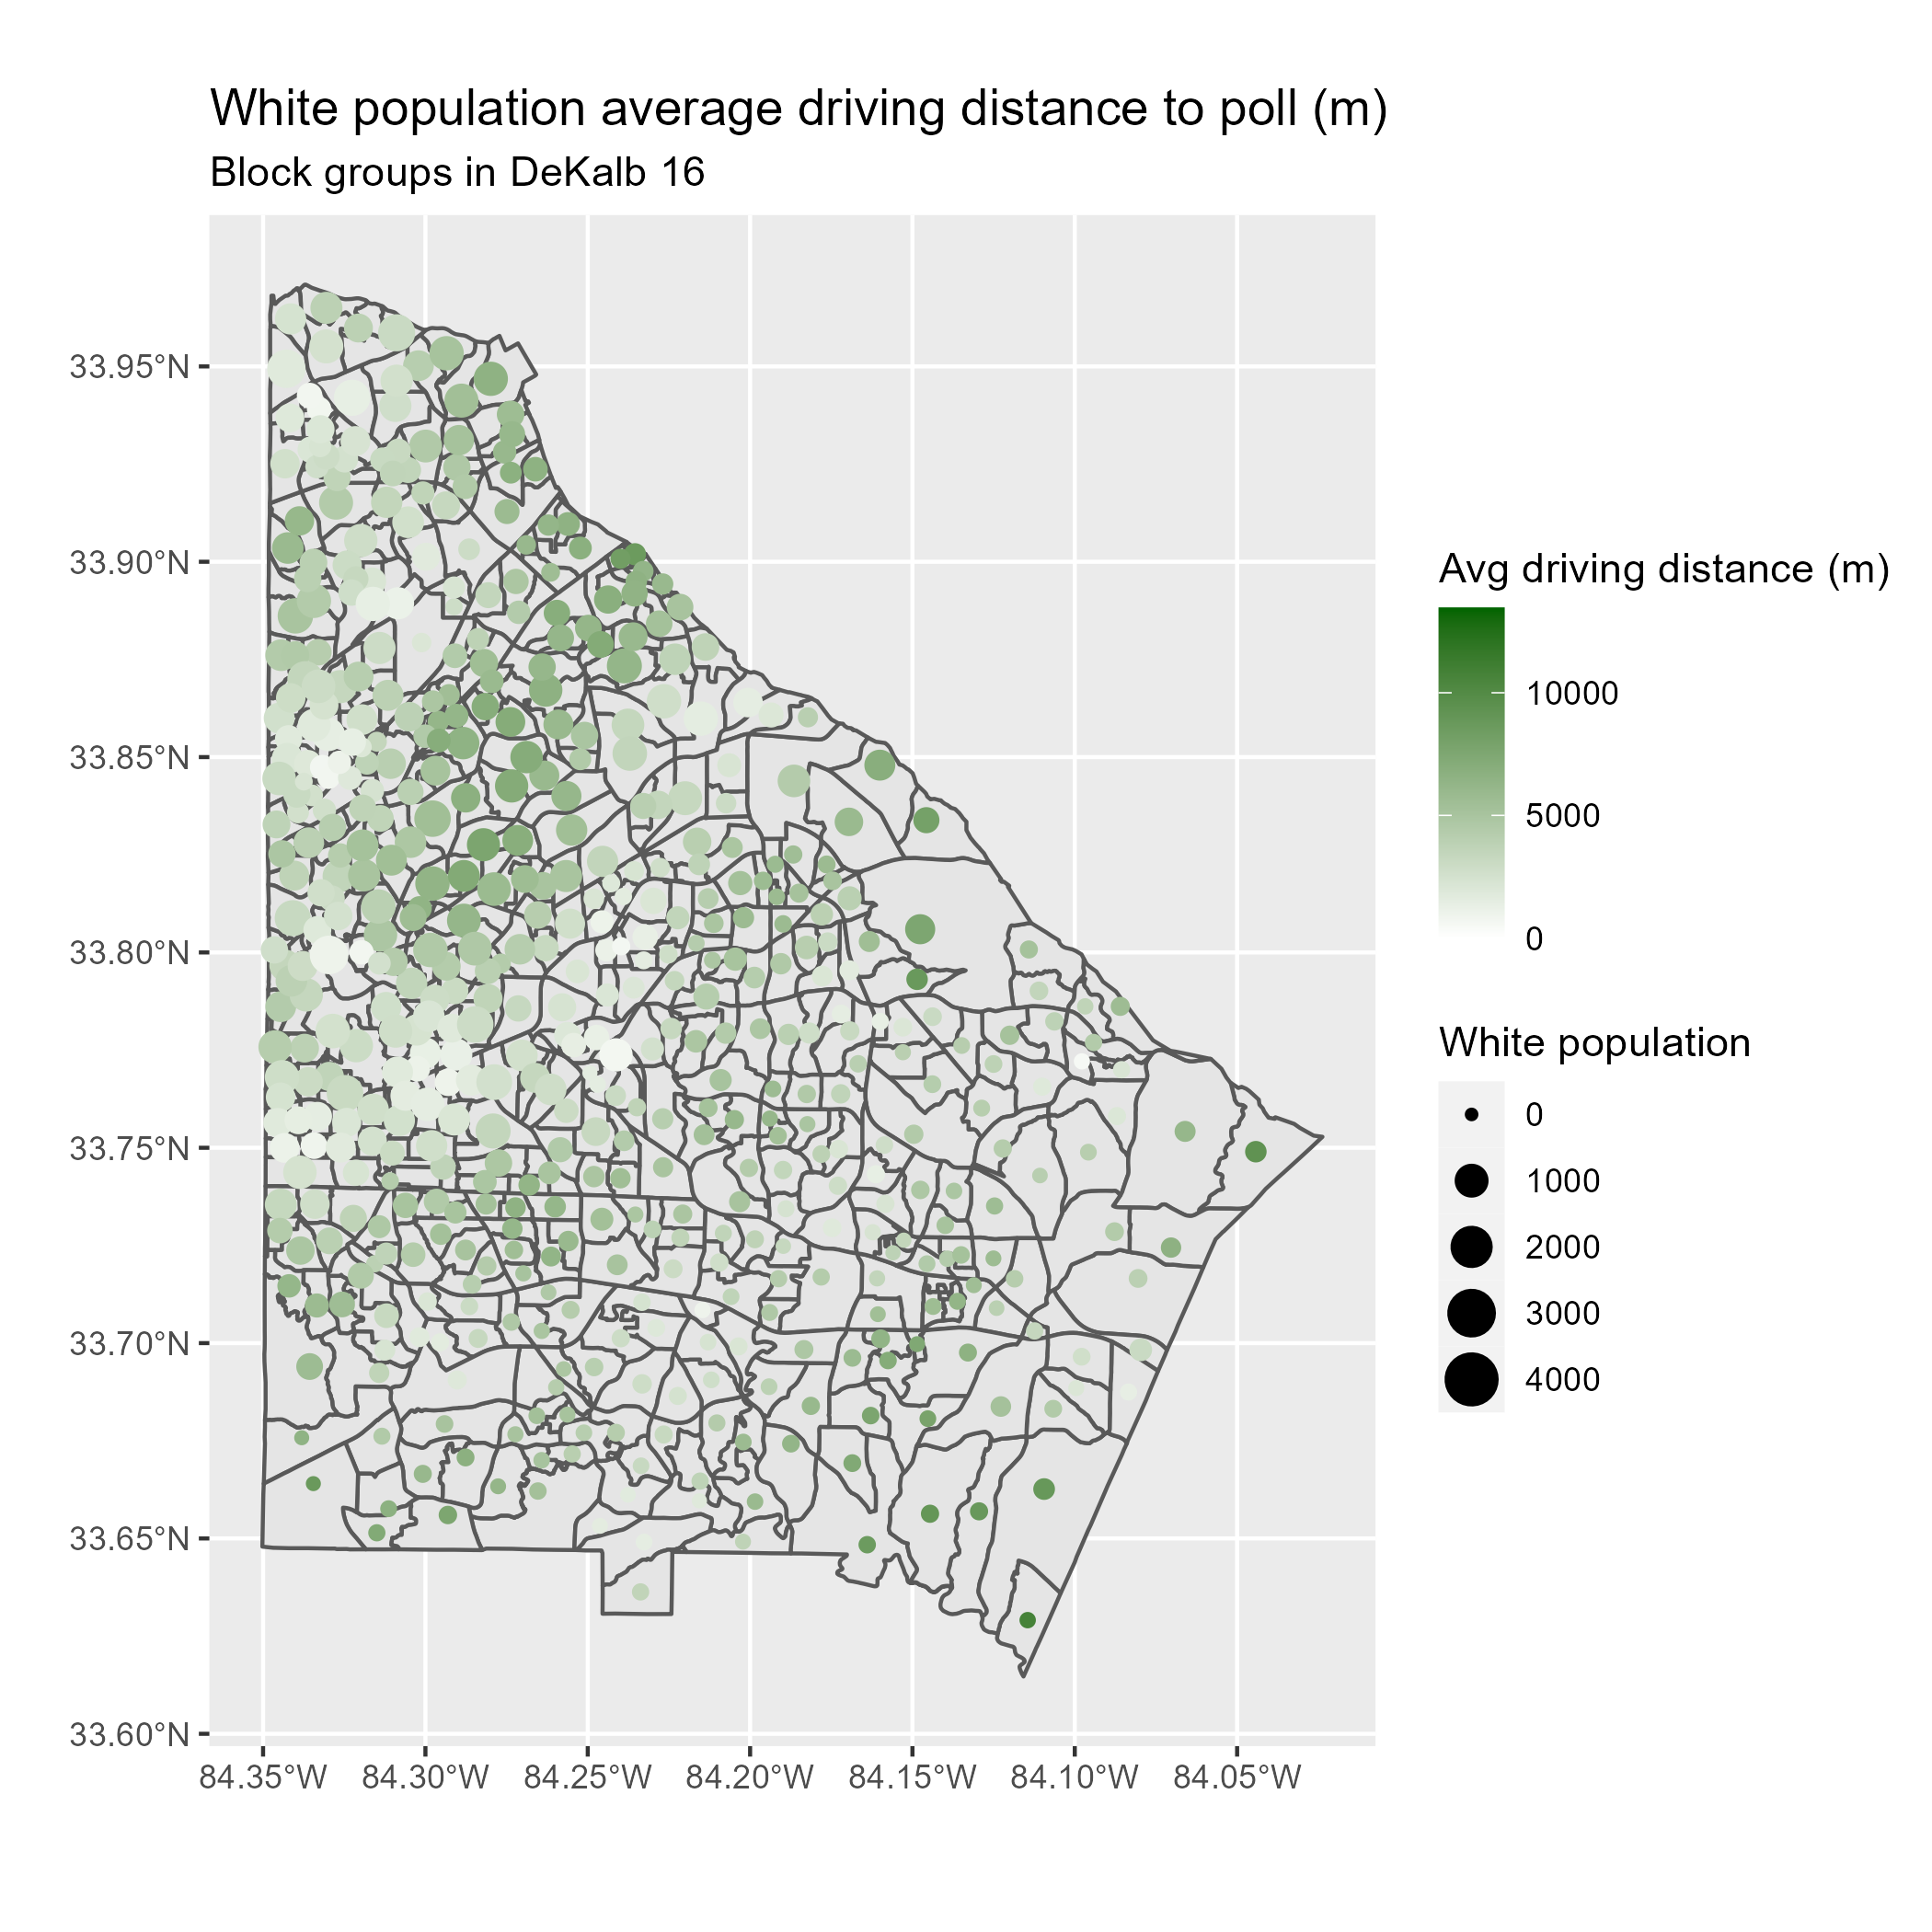 White population average driving distance to poll (m)
Block groups in DeKalb 16
33.95°N
33.90°N
33.85°N
33.80°N
33.75°N
33.70°N
33.65°N
33.60°N
84.35°W
84.30°W
84.25°W
84.20°W
84.15°W
84.10°W
84.05°W
Avg driving distance (m)
10000
5000
0
White population
0
1000
2000
3000
4000